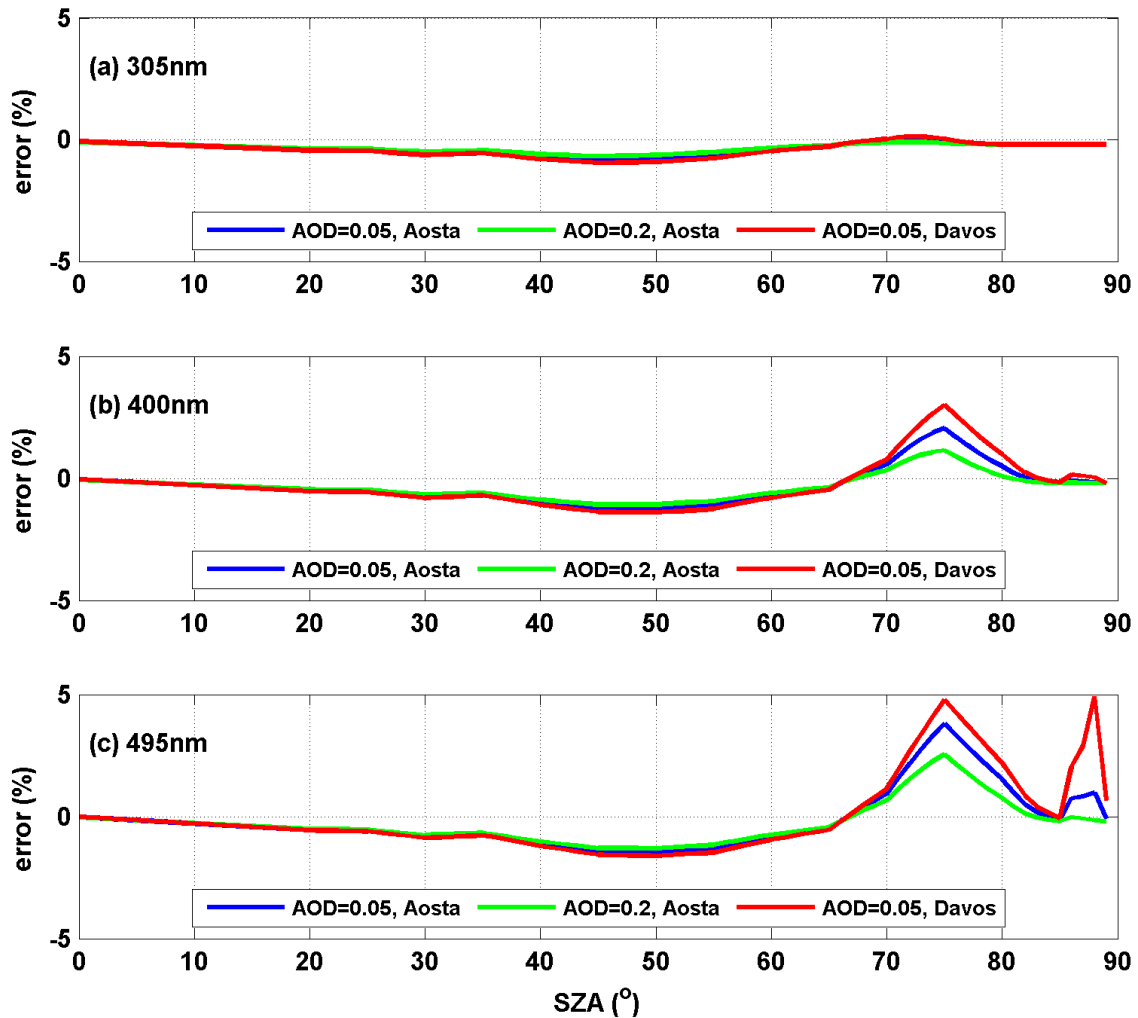 5
(a) 305nm
error (%)
0
AOD=0.05, Aosta AOD=0.2, Aosta AOD=0.05, Davos
-5
0 10 20 30 40 50 60 70 80 90
5
(b) 400nm
error (%)
0
AOD=0.05, Aosta AOD=0.2, Aosta AOD=0.05, Davos
-5
0 10 20 30 40 50 60 70 80 90
5
(c) 495nm
error (%)
0
AOD=0.05, Aosta AOD=0.2, Aosta AOD=0.05, Davos
-5
0 10 20 30 40 50 60 70 80 90
SZA (°)